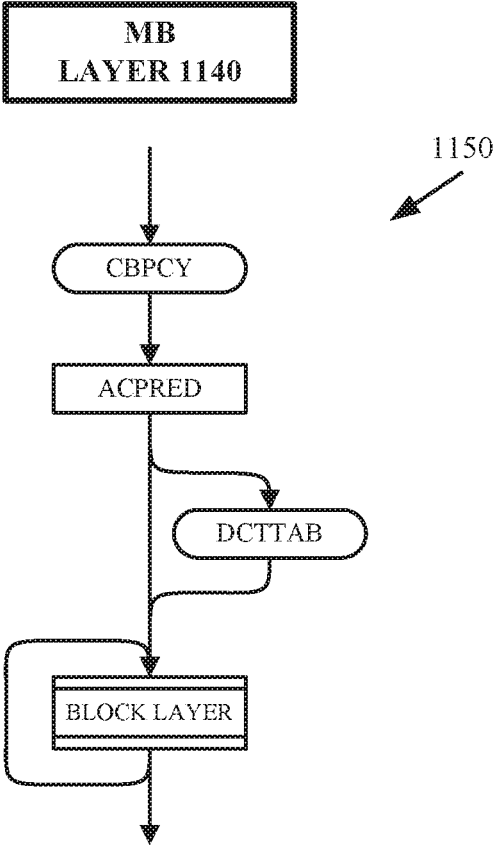 MB
LAYER 1140
1150
CBPCY
ACPRED
DCTTAB
BLOCK LAYER